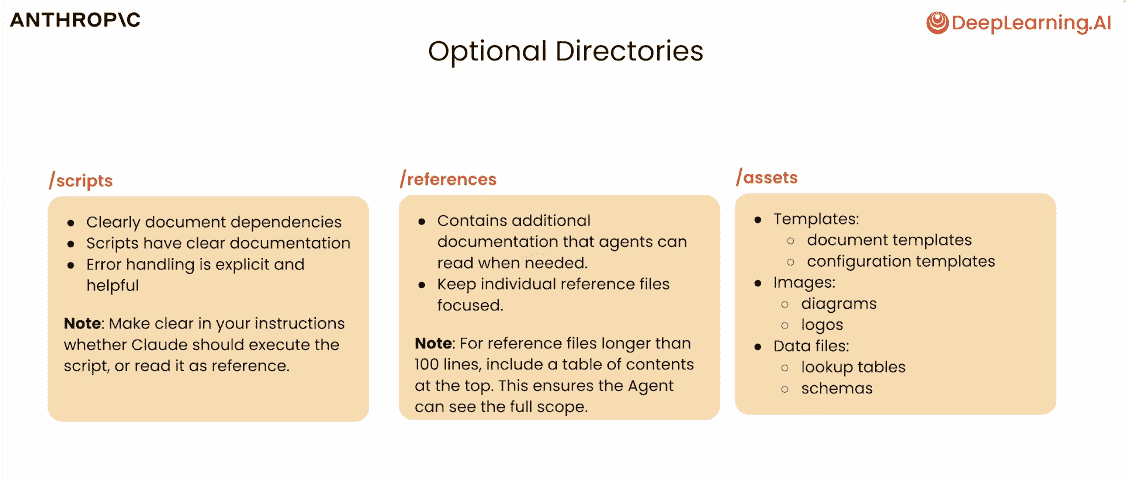 ANTHROP\C
DeepLearning.AI
Optional Directories
/scripts
● Clearly document dependencies
● Scripts have clear documentation
● Error handling is explicit and
helpful
Note: Make clear in your instructions
whether Claude should execute the
script, or read it as reference.
/references
● Contains additional
documentation that agents can
read when needed.
● Keep individual reference files
focused.
Note: For reference files longer than
100 lines, include a table of contents
at the top. This ensures the Agent
can see the full scope.
/assets
● Templates:
○ document templates
○ configuration templates
● Images:
○ diagrams
○ logos
● Data files:
○ lookup tables
○ schemas